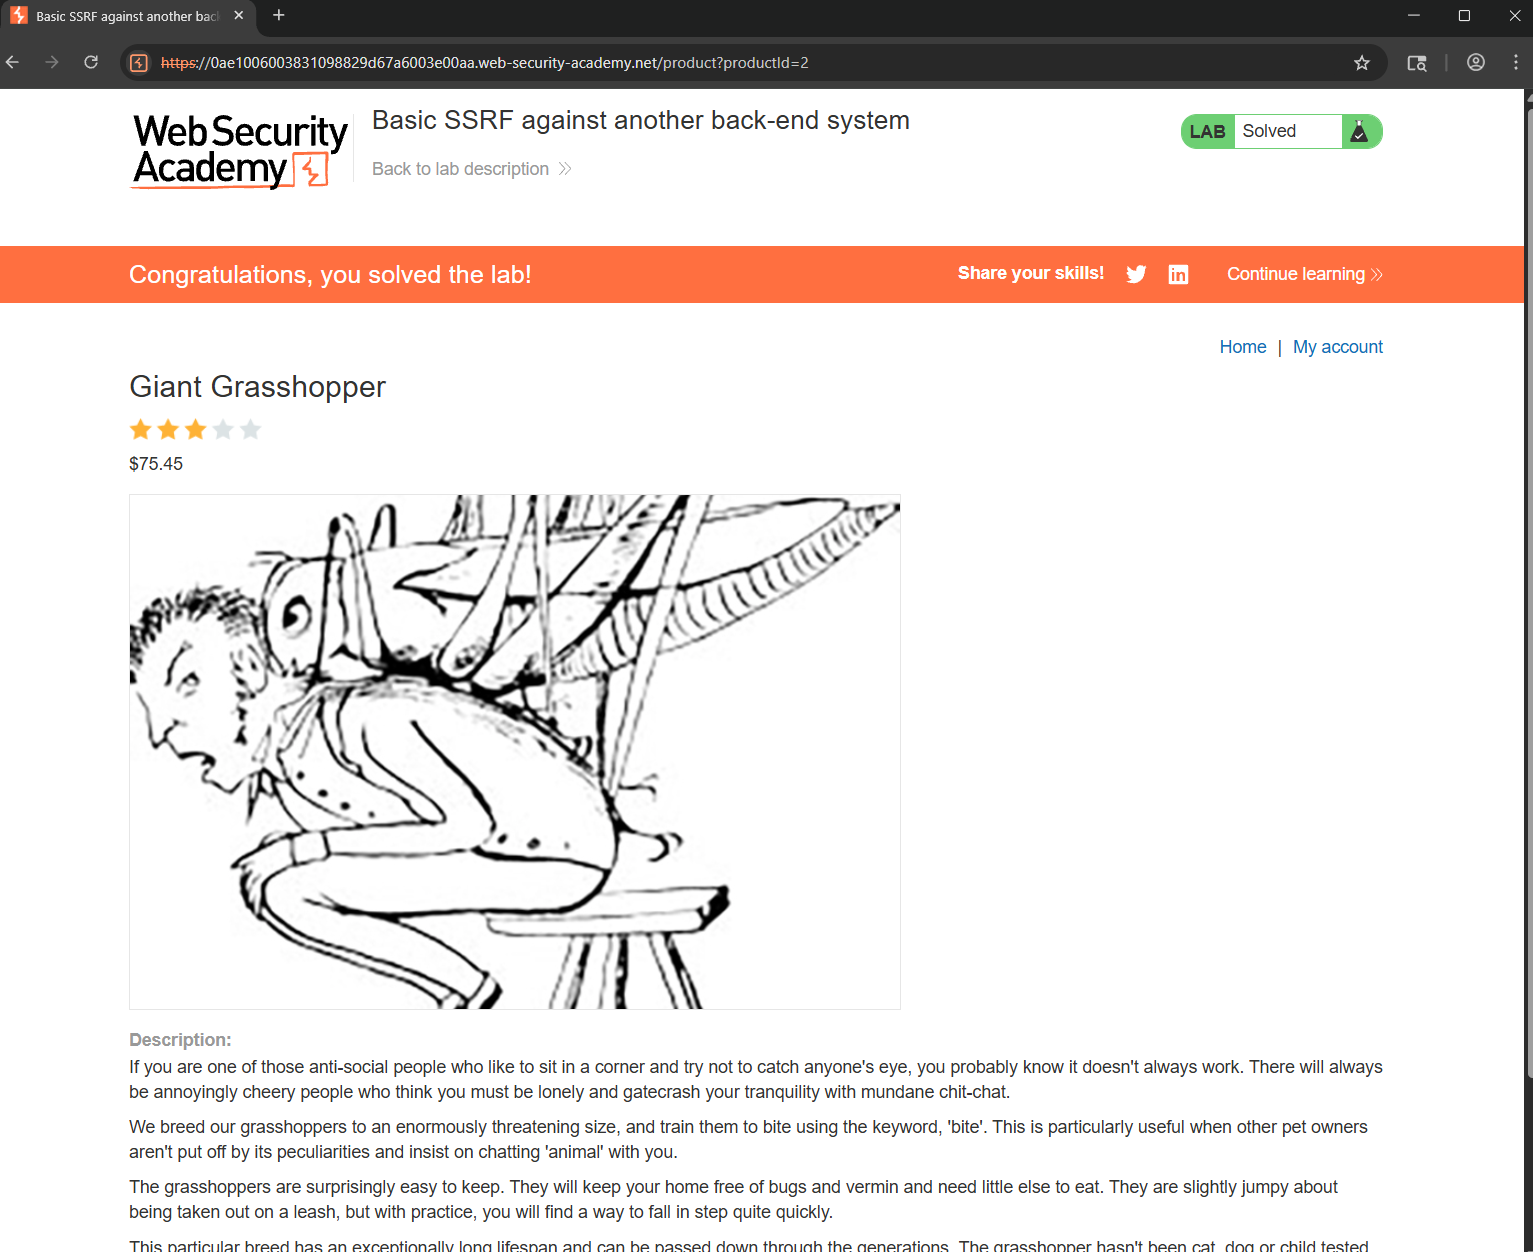 Basic SSRF against another bac
https://0ae1006003831098829d67a6003e00aa.web-security-academy.net/product?productId=2
Web Security
Academy
Basic SSRF against another back-end system
Back to lab description
LAB Solved
Congratulations, you solved the lab!
Share your skills!
Continue learning
Home | My account
Giant Grasshopper
$75.45
Description:
If you are one of those anti-social people who like to sit in a corner and try not to catch anyone's eye, you probably know it doesn't always work. There will always
be annoyingly cheery people who think you must be lonely and gatecrash your tranquility with mundane chit-chat.
We breed our grasshoppers to an enormously threatening size, and train them to bite using the keyword, 'bite'. This is particularly useful when other pet owners
aren't put off by its peculiarities and insist on chatting 'animal' with you.
The grasshoppers are surprisingly easy to keep. They will keep your home free of bugs and vermin and need little else to eat. They are slightly jumpy about
being taken out on a leash, but with practice, you will find a way to fall in step quite quickly.
This particular breed has an exceptionally long lifespan and can be passed down through the generations. The grasshopper hasn't been cat, dog or child tested